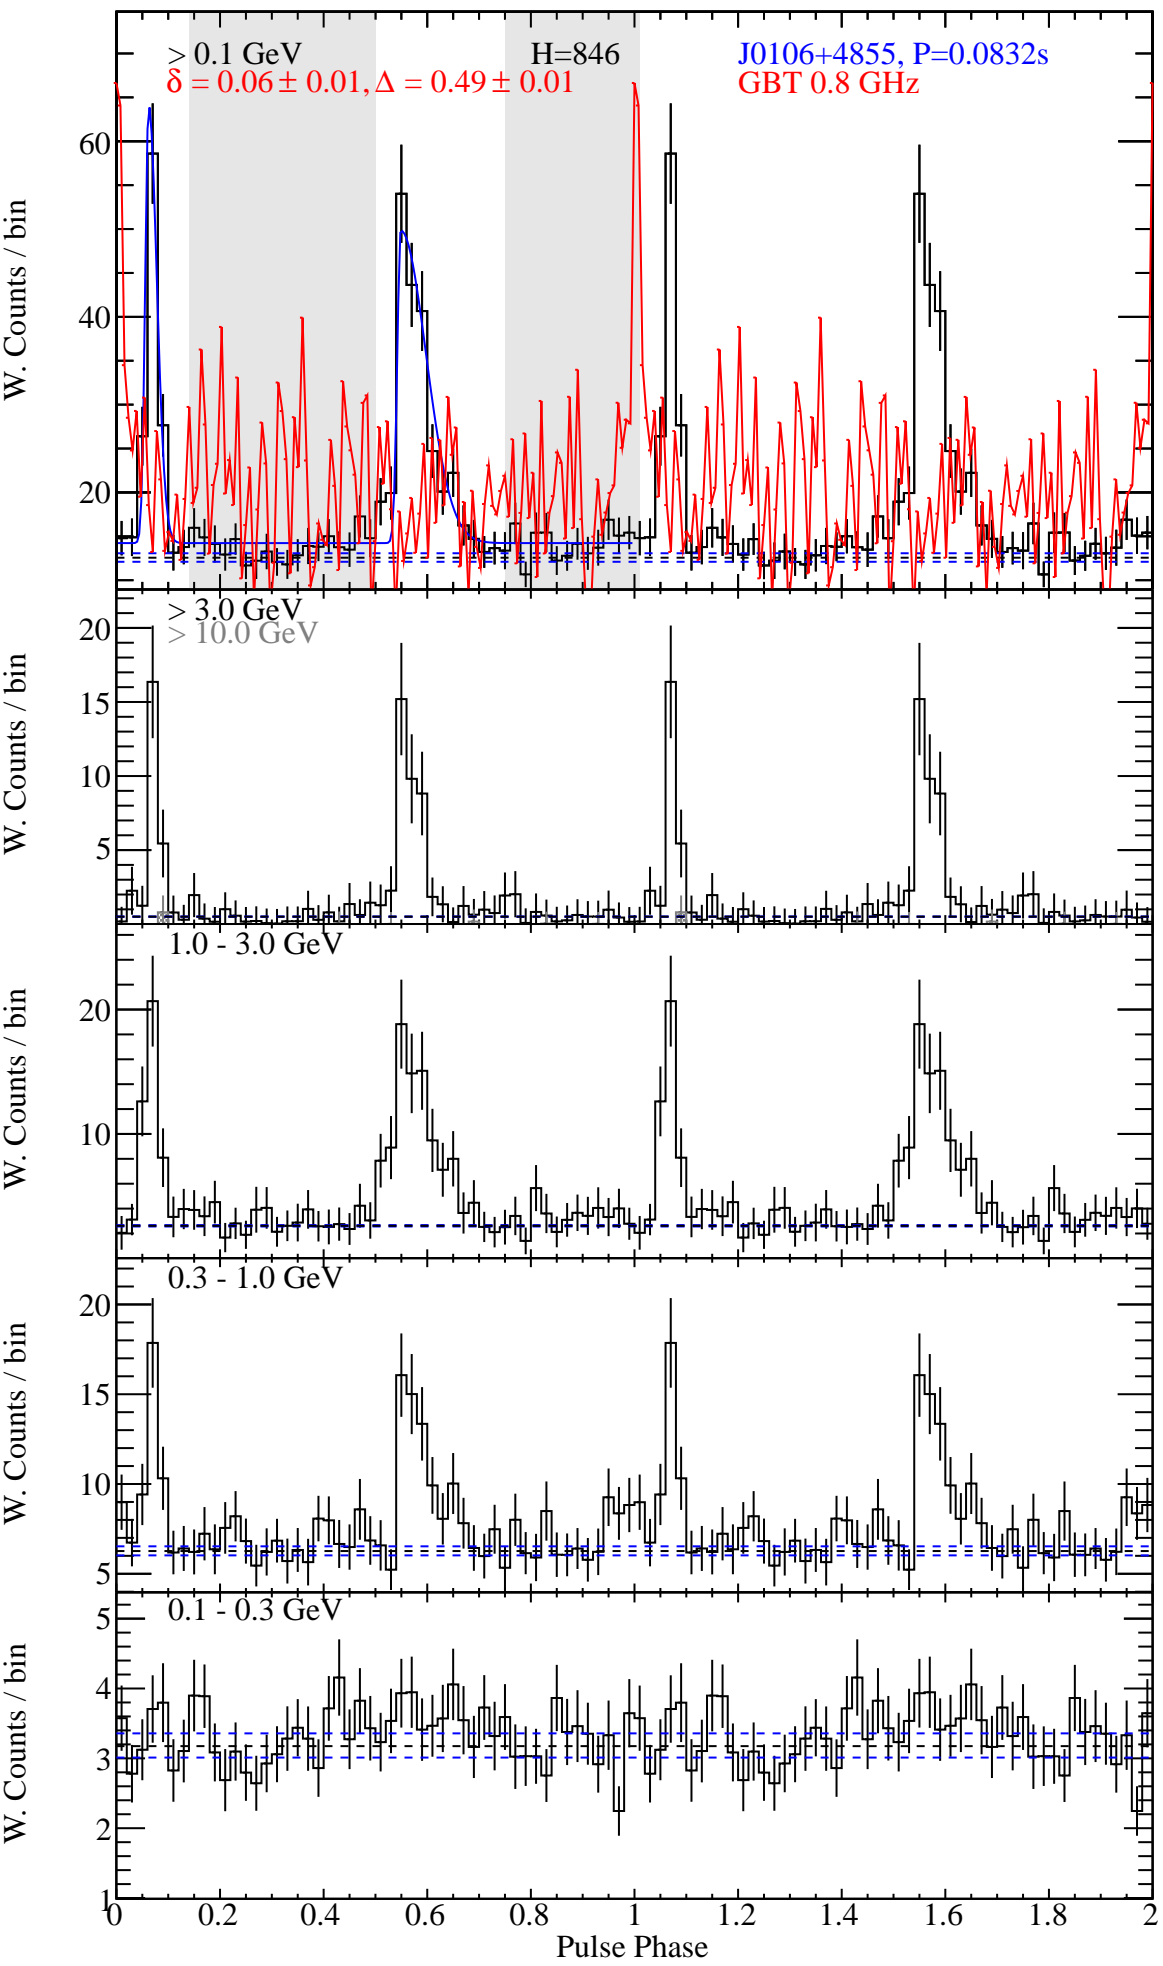 > 0.1 GeV H=846 J0106+4855, P=0.0832s
δ = 0.06 ± 0.01, Δ = 0.49 ± 0.01 GBT 0.8 GHz
60
40
20
W. Counts / bin
> 3.0 GeV
> 10.0 GeV
20
15
10
5
W. Counts / bin
1.0 - 3.0 GeV
20
10
W. Counts / bin
0.3 - 1.0 GeV
20
15
10
5
W. Counts / bin
0.1 - 0.3 GeV
5
4
3
2
1
W. Counts / bin
0 0.2 0.4 0.6 0.8 1 1.2 1.4 1.6 1.8 2
Pulse Phase